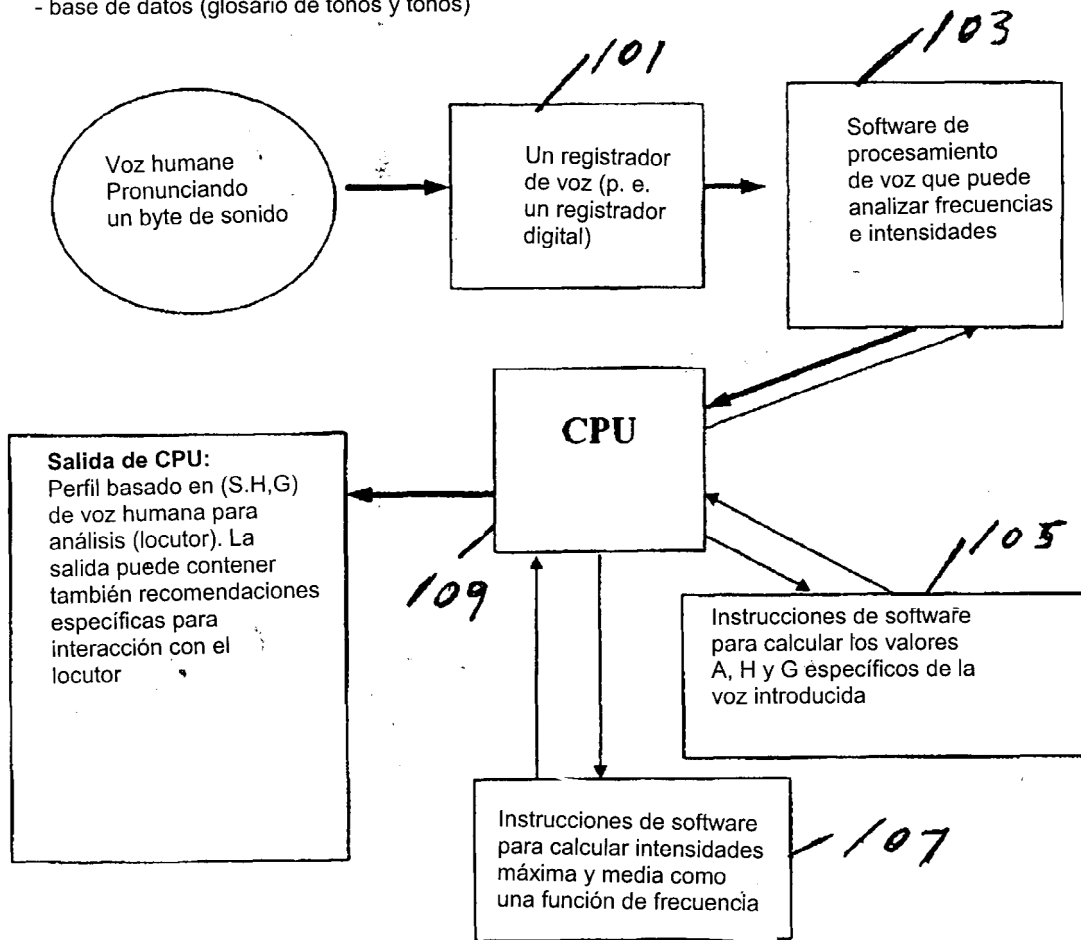 - base de datos (glosario de tonos y tonos)
101
103
Voz humane
Pronunciando
un byte de sonido
Un registrador
de voz (p. e.
un registrador
digital)
Software de
procesamiento
de voz que puede
analizar frecuencias
e intensidades
CPU
Salida de CPU:
Perfil basado en (S.H,G)
de voz humana para
análisis (locutor). La
salida puede contener
también recomendaciones
específicas para
interacción con el
locutor
109
105
Instrucciones de software
para calcular los valores
A, H y G específicos de la
voz introducida
Instrucciones de software
para calcular intensidades
máxima y media como
una función de frecuencia
107